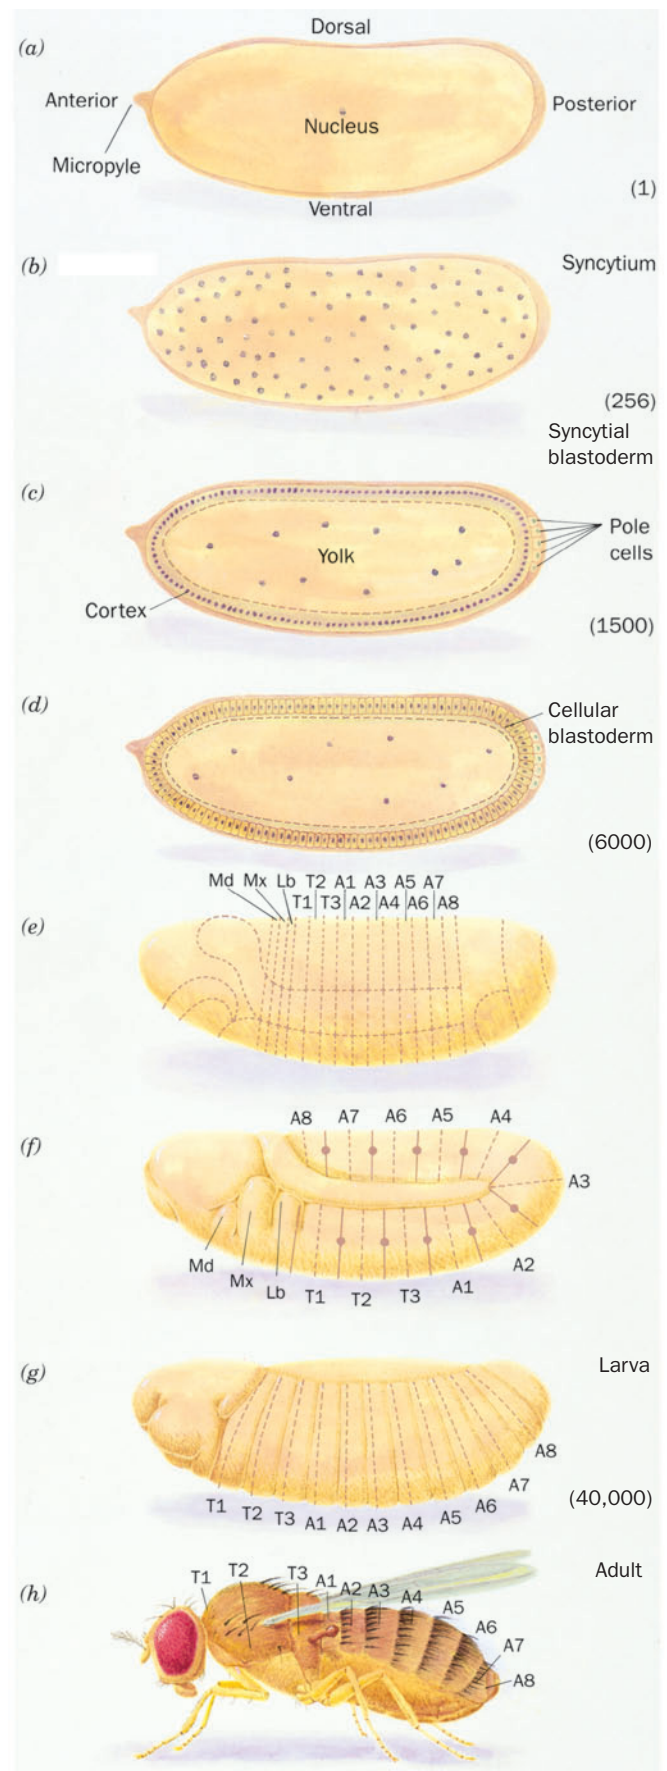 Dorsal
(a)
Anterior
Posterior
Nucleus
Micropyle
(1)
Ventral
(b)
Syncytium
(256)
Syncytial
blastoderm
(c)
Pole
cells
Yolk
Cortex
(1500)
(d)
Cellular
blastoderm
(6000)
Md Mx Lb T2 A1 A3 A5 A7
T1 T3 A2 A4 A6 A8
(e)
A8 A7 A6 A5 A4
(f)
A3
Md
Mx
Lb
T1 T2 T3 A1 A2
(g)
Larva
A8
A7
(40,000)
T1 T2 T3 A1 A2 A3 A4 A5 A6
Adult
(h)
T1 T2 T3 A1 A2 A3 A4 A5 A6 A7 A8